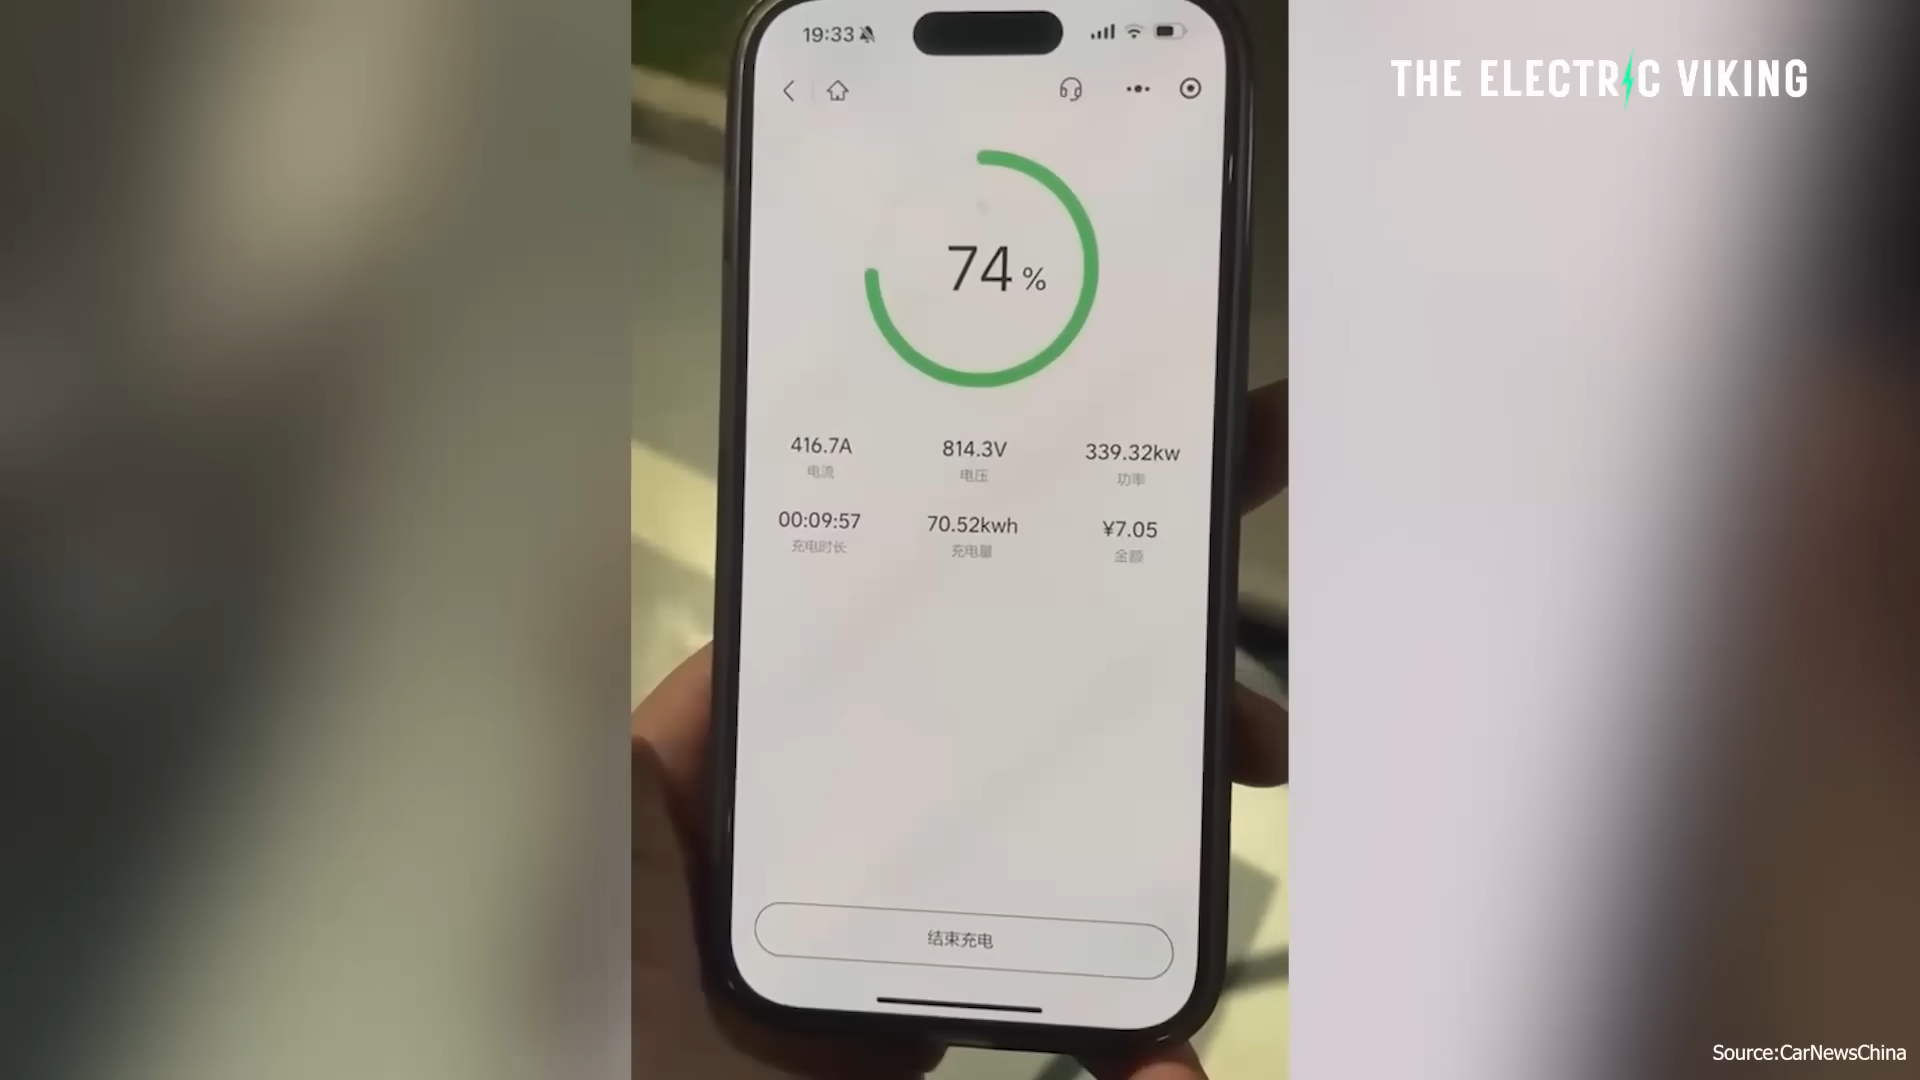 19:33
THE ELECTRIC VIKING
74 %
416.7A 814.3V 339.32kw
电流 电压 功率
00:09:57 70.52kwh ¥7.05
充电时长 充电量 金额
结束充电
Source:CarNewsChina